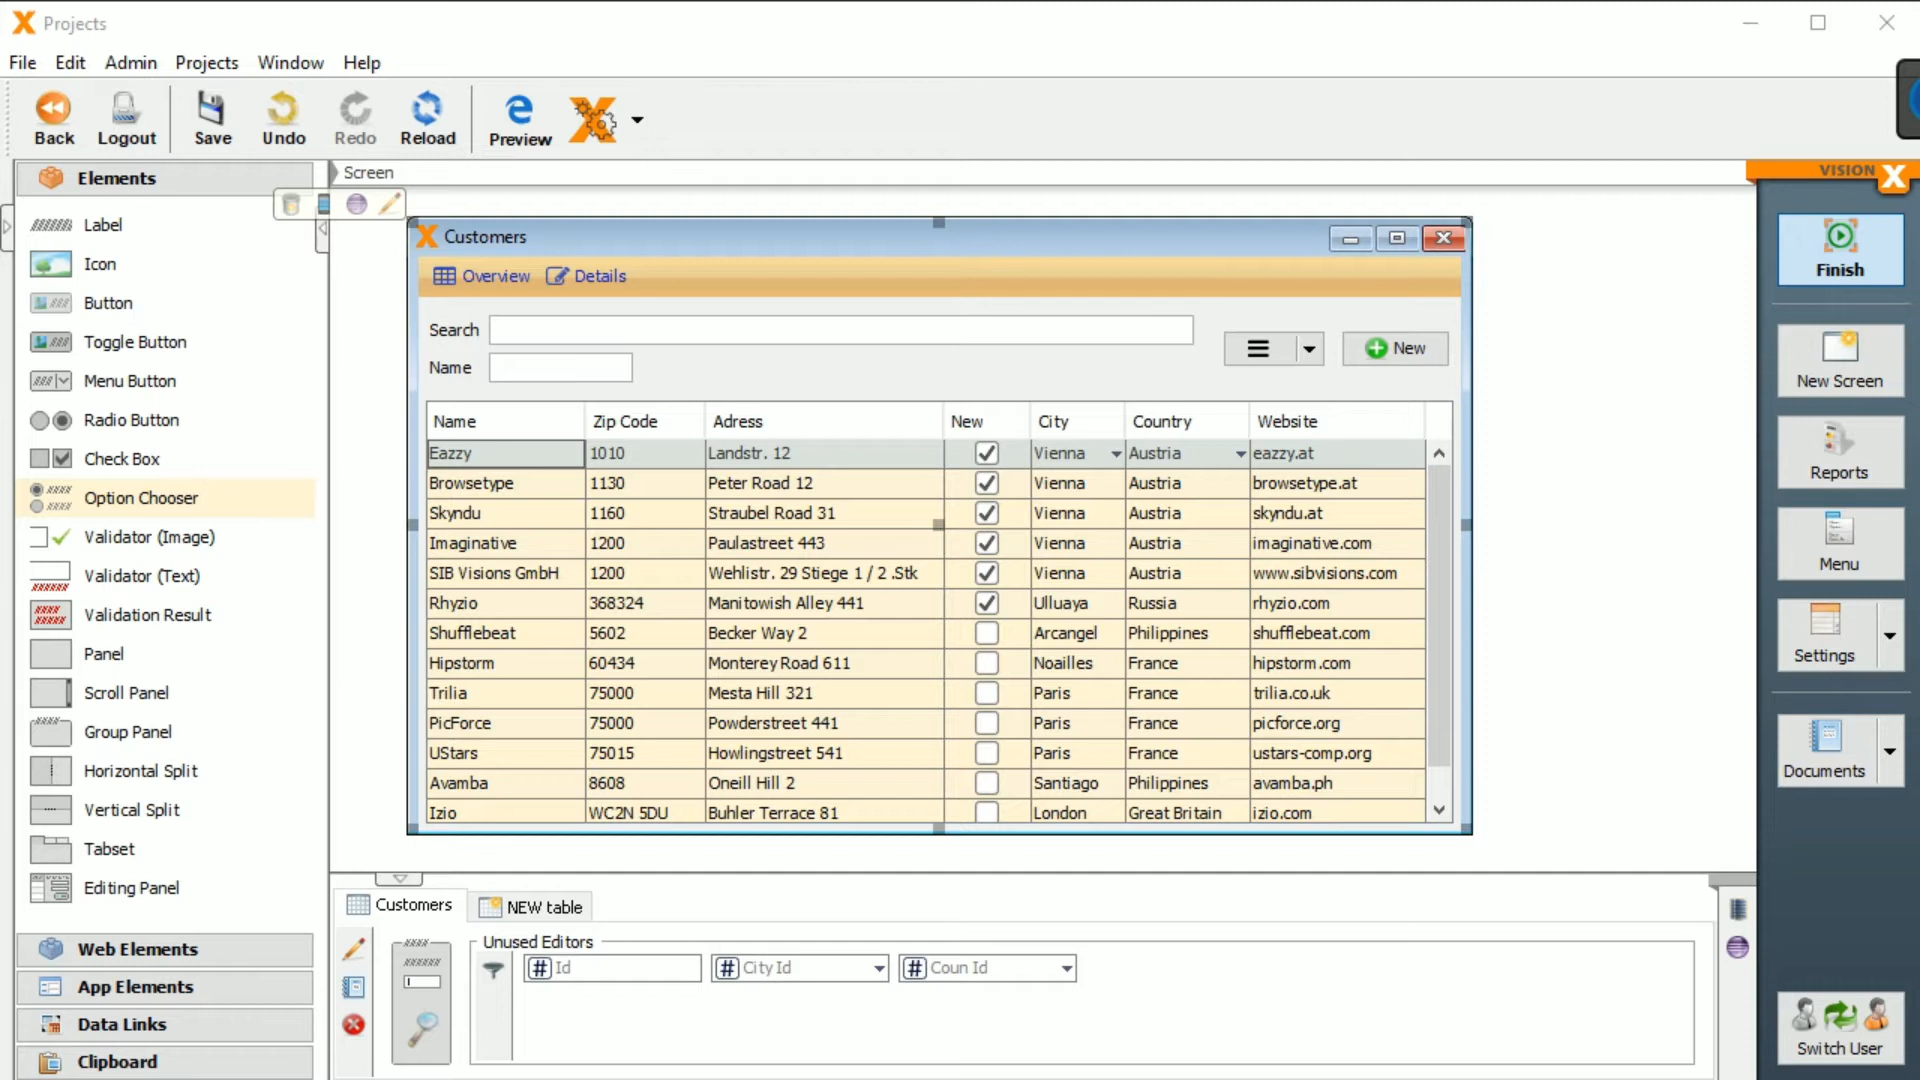 Projects
File Edit Admin Projects Window Help
Back Logout Save Undo Redo Reload Preview
Elements
Label
Icon
Button
Toggle Button
Menu Button
Radio Button
Check Box
Option Chooser
Validator (Image)
Validator (Text)
Validation Result
Panel
Scroll Panel
Group Panel
Horizontal Split
Vertical Split
Tabset
Editing Panel
Web Elements
App Elements
Data Links
Clipboard
Screen
Customers
Overview Details
Search
Name
New
Name Zip Code Adress New City Country Website
Eazzy 1010 Landstr. 12 Vienna Austria eazzy.at
Browsetype 1130 Peter Road 12 Vienna Austria browsetype.at
Skyndu 1160 Straubel Road 31 Vienna Austria skyndu.at
Imaginative 1200 Paulastreet 443 Vienna Austria imaginative.com
SIB Visions GmbH 1200 Wehlistr. 29 Stiege 1 / 2 .Stk Vienna Austria www.sibvisions.com
Rhyzio 368324 Manitowish Alley 441 Ulluaya Russia rhyzio.com
Shufflebeat 5602 Becker Way 2 Arcangel Philippines shufflebeat.com
Hipstorm 60434 Monterey Road 611 Noailles France hipstorm.com
Trilia 75000 Mesta Hill 321 Paris France trilia.co.uk
PicForce 75000 Powderstreet 441 Paris France picforce.org
UStars 75015 Howlingstreet 541 Paris France ustars-comp.org
Avamba 8608 Oneill Hill 2 Santiago Philippines avamba.ph
Izio WC2N 5DU Buhler Terrace 81 London Great Britain izio.com
Customers NEW table
Unused Editors
# Id # City Id # Coun Id
VISION X
Finish
New Screen
Reports
Menu
Settings
Documents
Switch User